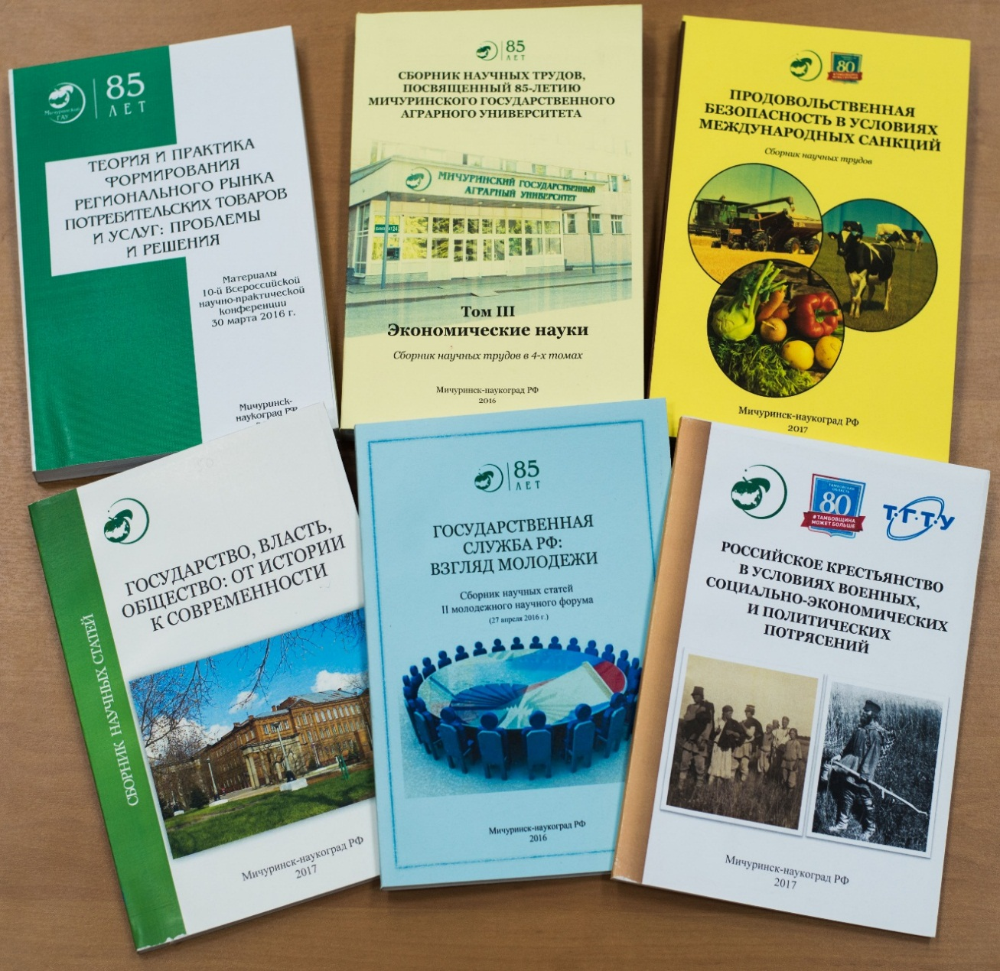 Мичуринский
ГАУ
85
ЛЕТ
ТЕОРИЯ И ПРАКТИКА
ФОРМИРОВАНИЯ
РЕГИОНАЛЬНОГО РЫНКА
ПОТРЕБИТЕЛЬСКИХ ТОВАРОВ
И УСЛУГ: ПРОБЛЕМЫ
И РЕШЕНИЯ
Материалы
10-й Всероссийской
научно-практической
конференции
30 марта 2016 г.
Мичуринск-
наукоград РФ
85
ЛЕТ
СБОРНИК НАУЧНЫХ ТРУДОВ,
ПОСВЯЩЕННЫЙ 85-ЛЕТИЮ
МИЧУРИНСКОГО ГОСУДАРСТВЕННОГО
АГРАРНОГО УНИВЕРСИТЕТА
МИЧУРИНСКИЙ ГОСУДАРСТВЕННЫЙ
АГРАРНЫЙ УНИВЕРСИТЕТ
Том III
Экономические науки
Сборник научных трудов в 4-х томах
Мичуринск-наукоград РФ
2016
80
ПРОДОВОЛЬСТВЕННАЯ
БЕЗОПАСНОСТЬ В УСЛОВИЯХ
МЕЖДУНАРОДНЫХ САНКЦИЙ
Сборник научных трудов
Мичуринск-наукоград РФ
2017
ГОСУДАРСТВО, ВЛАСТЬ,
ОБЩЕСТВО: ОТ ИСТОРИИ
К СОВРЕМЕННОСТИ
СБОРНИК НАУЧНЫХ СТАТЕЙ
Мичуринск-наукоград РФ
2017
85
ЛЕТ
ГОСУДАРСТВЕННАЯ
СЛУЖБА РФ:
ВЗГЛЯД МОЛОДЕЖИ
Сборник научных статей
II молодежного научного форума
(27 апреля 2016 г.)
Мичуринск-наукоград РФ
2016
ТАМБОВСКАЯ
ОБЛАСТЬ
80
#ТАМБОВЩИНА
МОЖЕТ БОЛЬШЕ
Т.Г.Т.У
РОССИЙСКОЕ КРЕСТЬЯНСТВО
В УСЛОВИЯХ ВОЕННЫХ,
СОЦИАЛЬНО-ЭКОНОМИЧЕСКИХ
И ПОЛИТИЧЕСКИХ
ПОТРЯСЕНИЙ
Мичуринск-наукоград РФ
2017